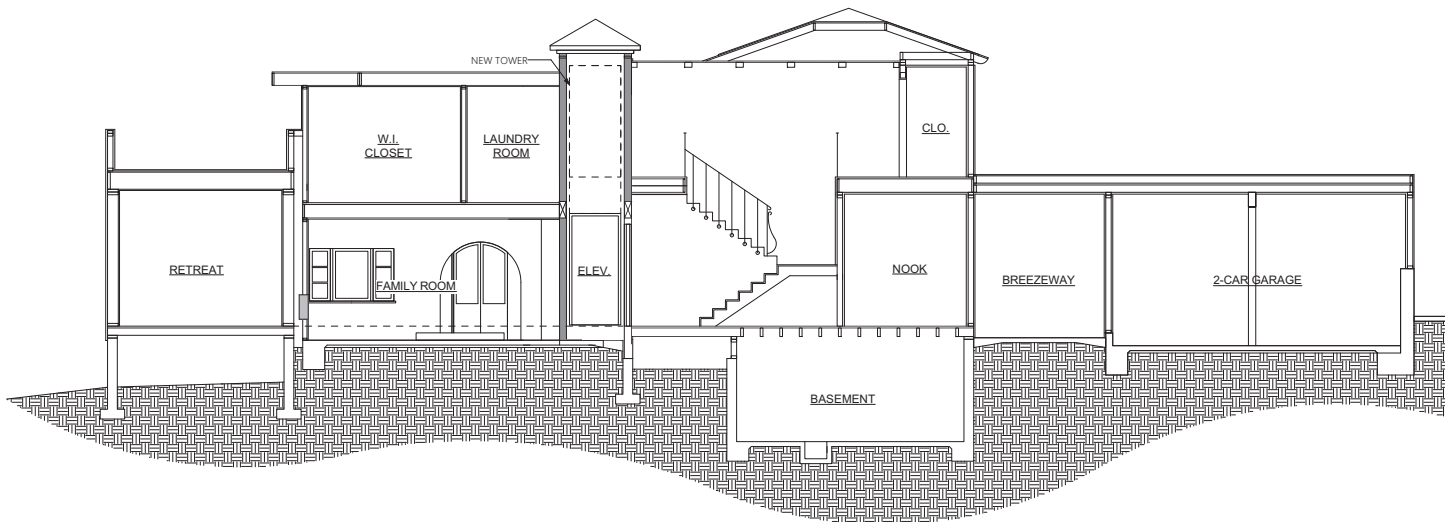 NEW TOWER
W.I.
CLOSET
LAUNDRY
ROOM
CLO.
RETREAT
FAMILY ROOM
ELEV.
NOOK
BREEZEWAY
2-CAR GARAGE
BASEMENT